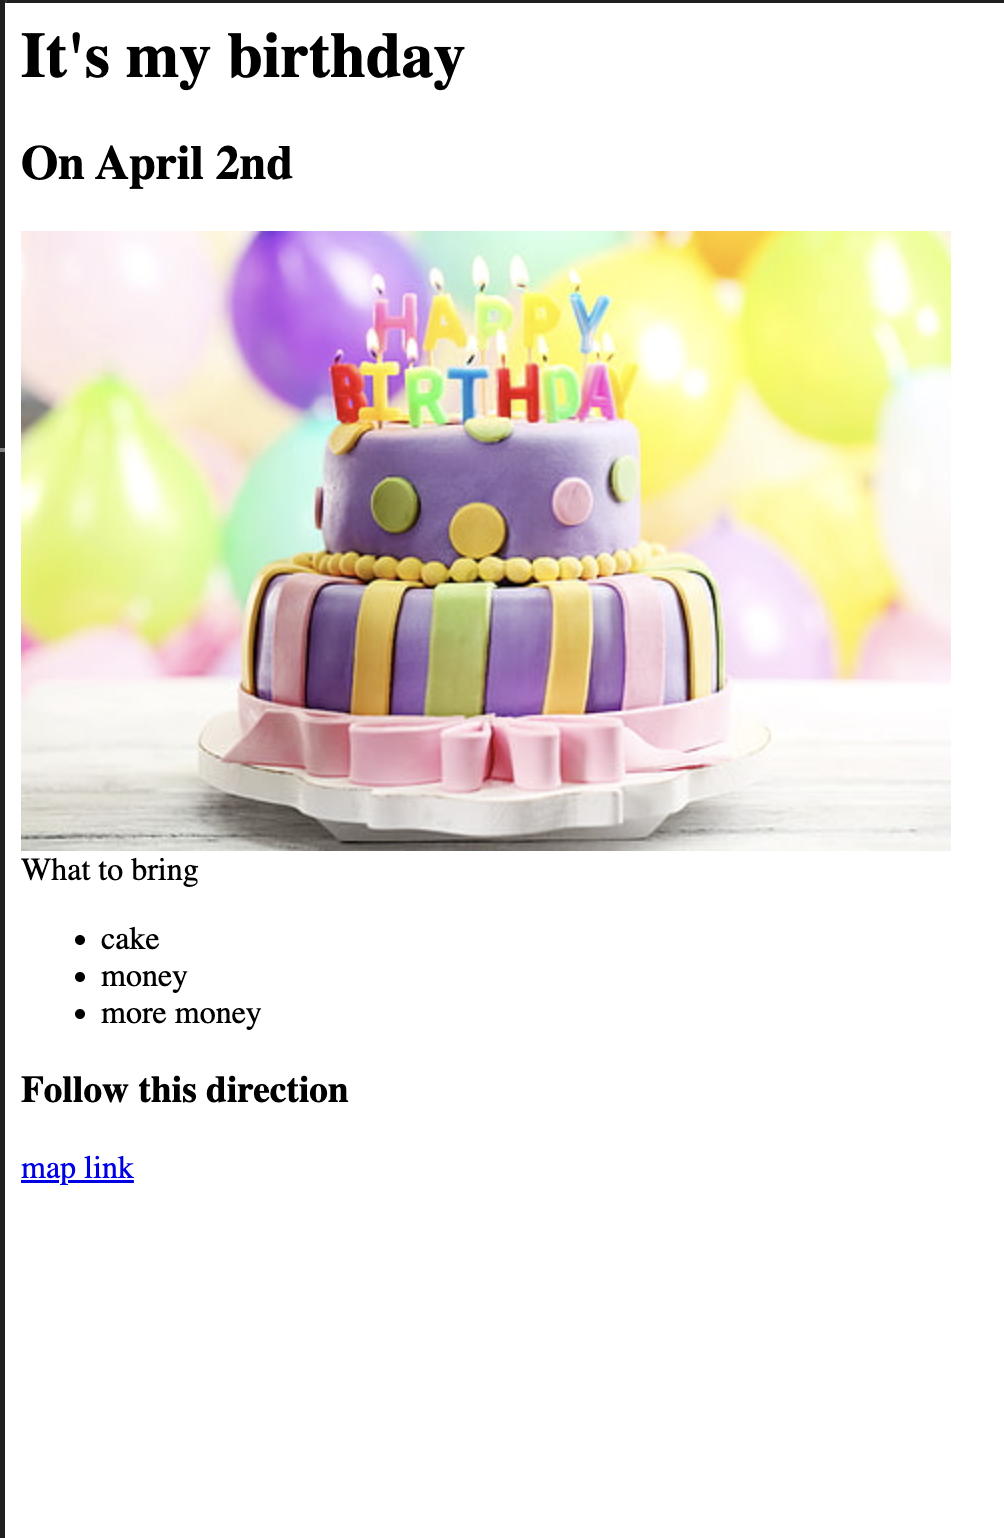 It's my birthday
On April 2nd
HAPPY
BIRTHDAY
What to bring
cake
money
more money
Follow this direction
map link